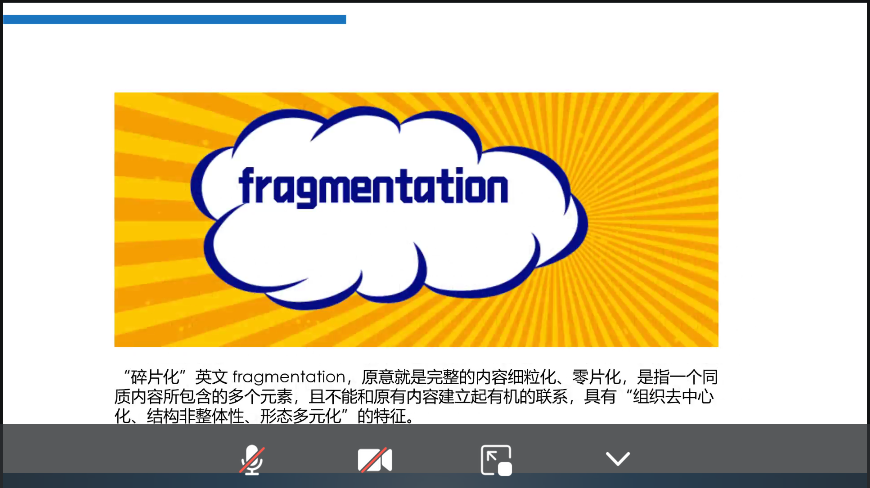 fragmentation
“碎片化”英文 fragmentation，原意就是完整的内容细粒化、零片化，是指一个同
质内容所包含的多个元素，且不能和原有内容建立起有机的联系，具有“组织去中心
化、结构非整体性、形态多元化”的特征。